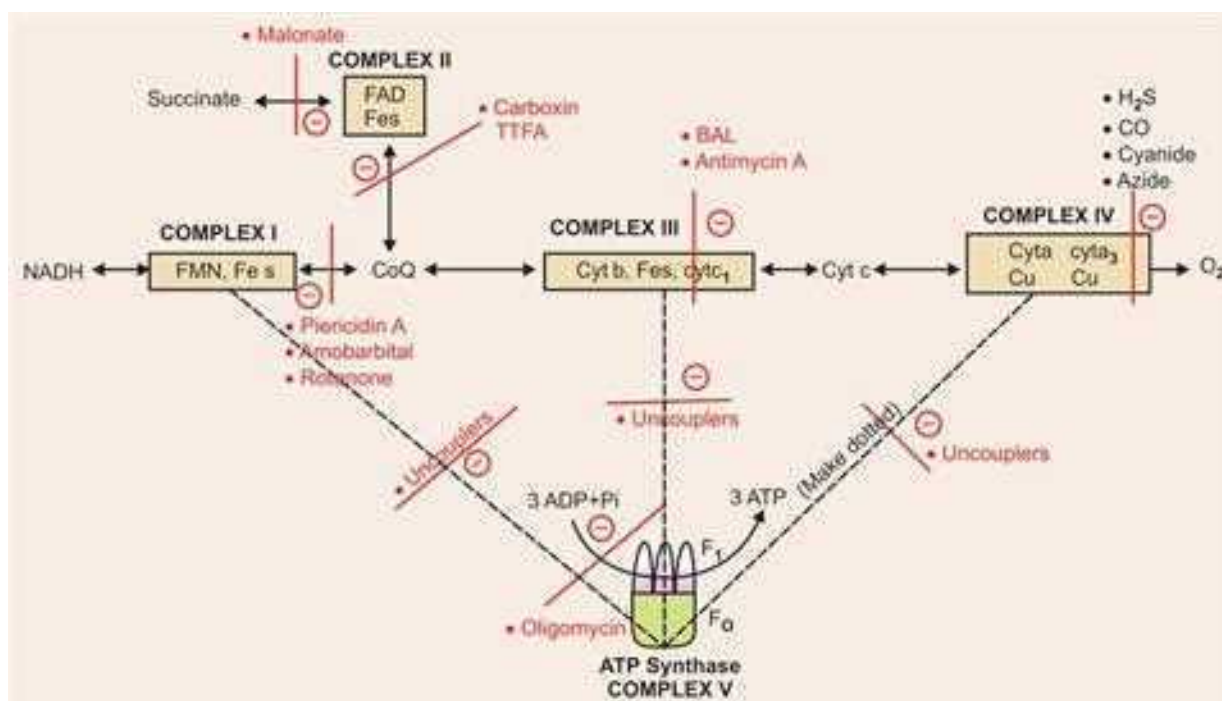 • Malonate
COMPLEX II
Succinate
FAD
Fes
• Carboxin
TTFA
• BAL
• Antimycin A
• H₂S
• CO
• Cyanide
• Azide
COMPLEX I
COMPLEX III
COMPLEX IV
NADH
FMN, Fe s
CoQ
Cyt b, Fes, cytc₁
Cyt c
Cyta cyta₃
Cu Cu
O₂
• Piericidin A
• Amobarbital
• Rotenone
• Uncouplers
• Uncouplers
(Make dotted)
• Uncouplers
3 ADP+Pi
3 ATP
F₁
• Oligomycin
F₀
ATP Synthase
COMPLEX V